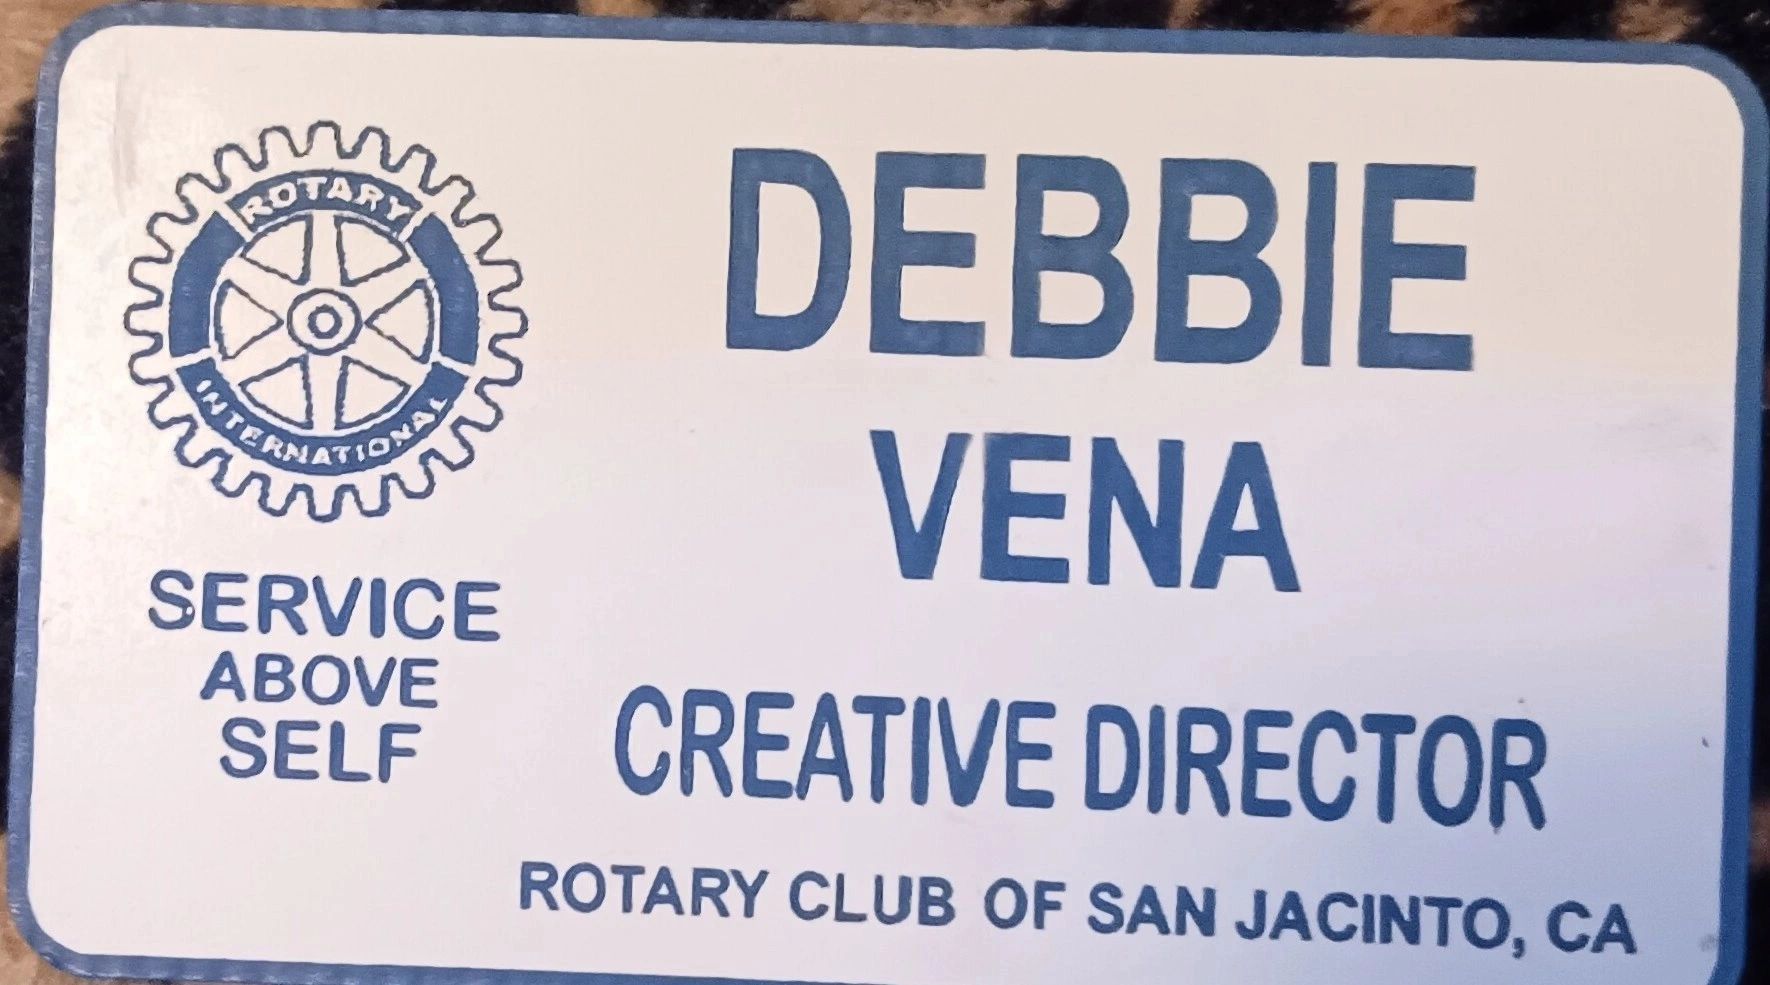 ROTARY
INTERNATIONAL
SERVICE
ABOVE
SELF
DEBBIE
VENA
CREATIVE DIRECTOR
ROTARY CLUB OF SAN JACINTO, CA